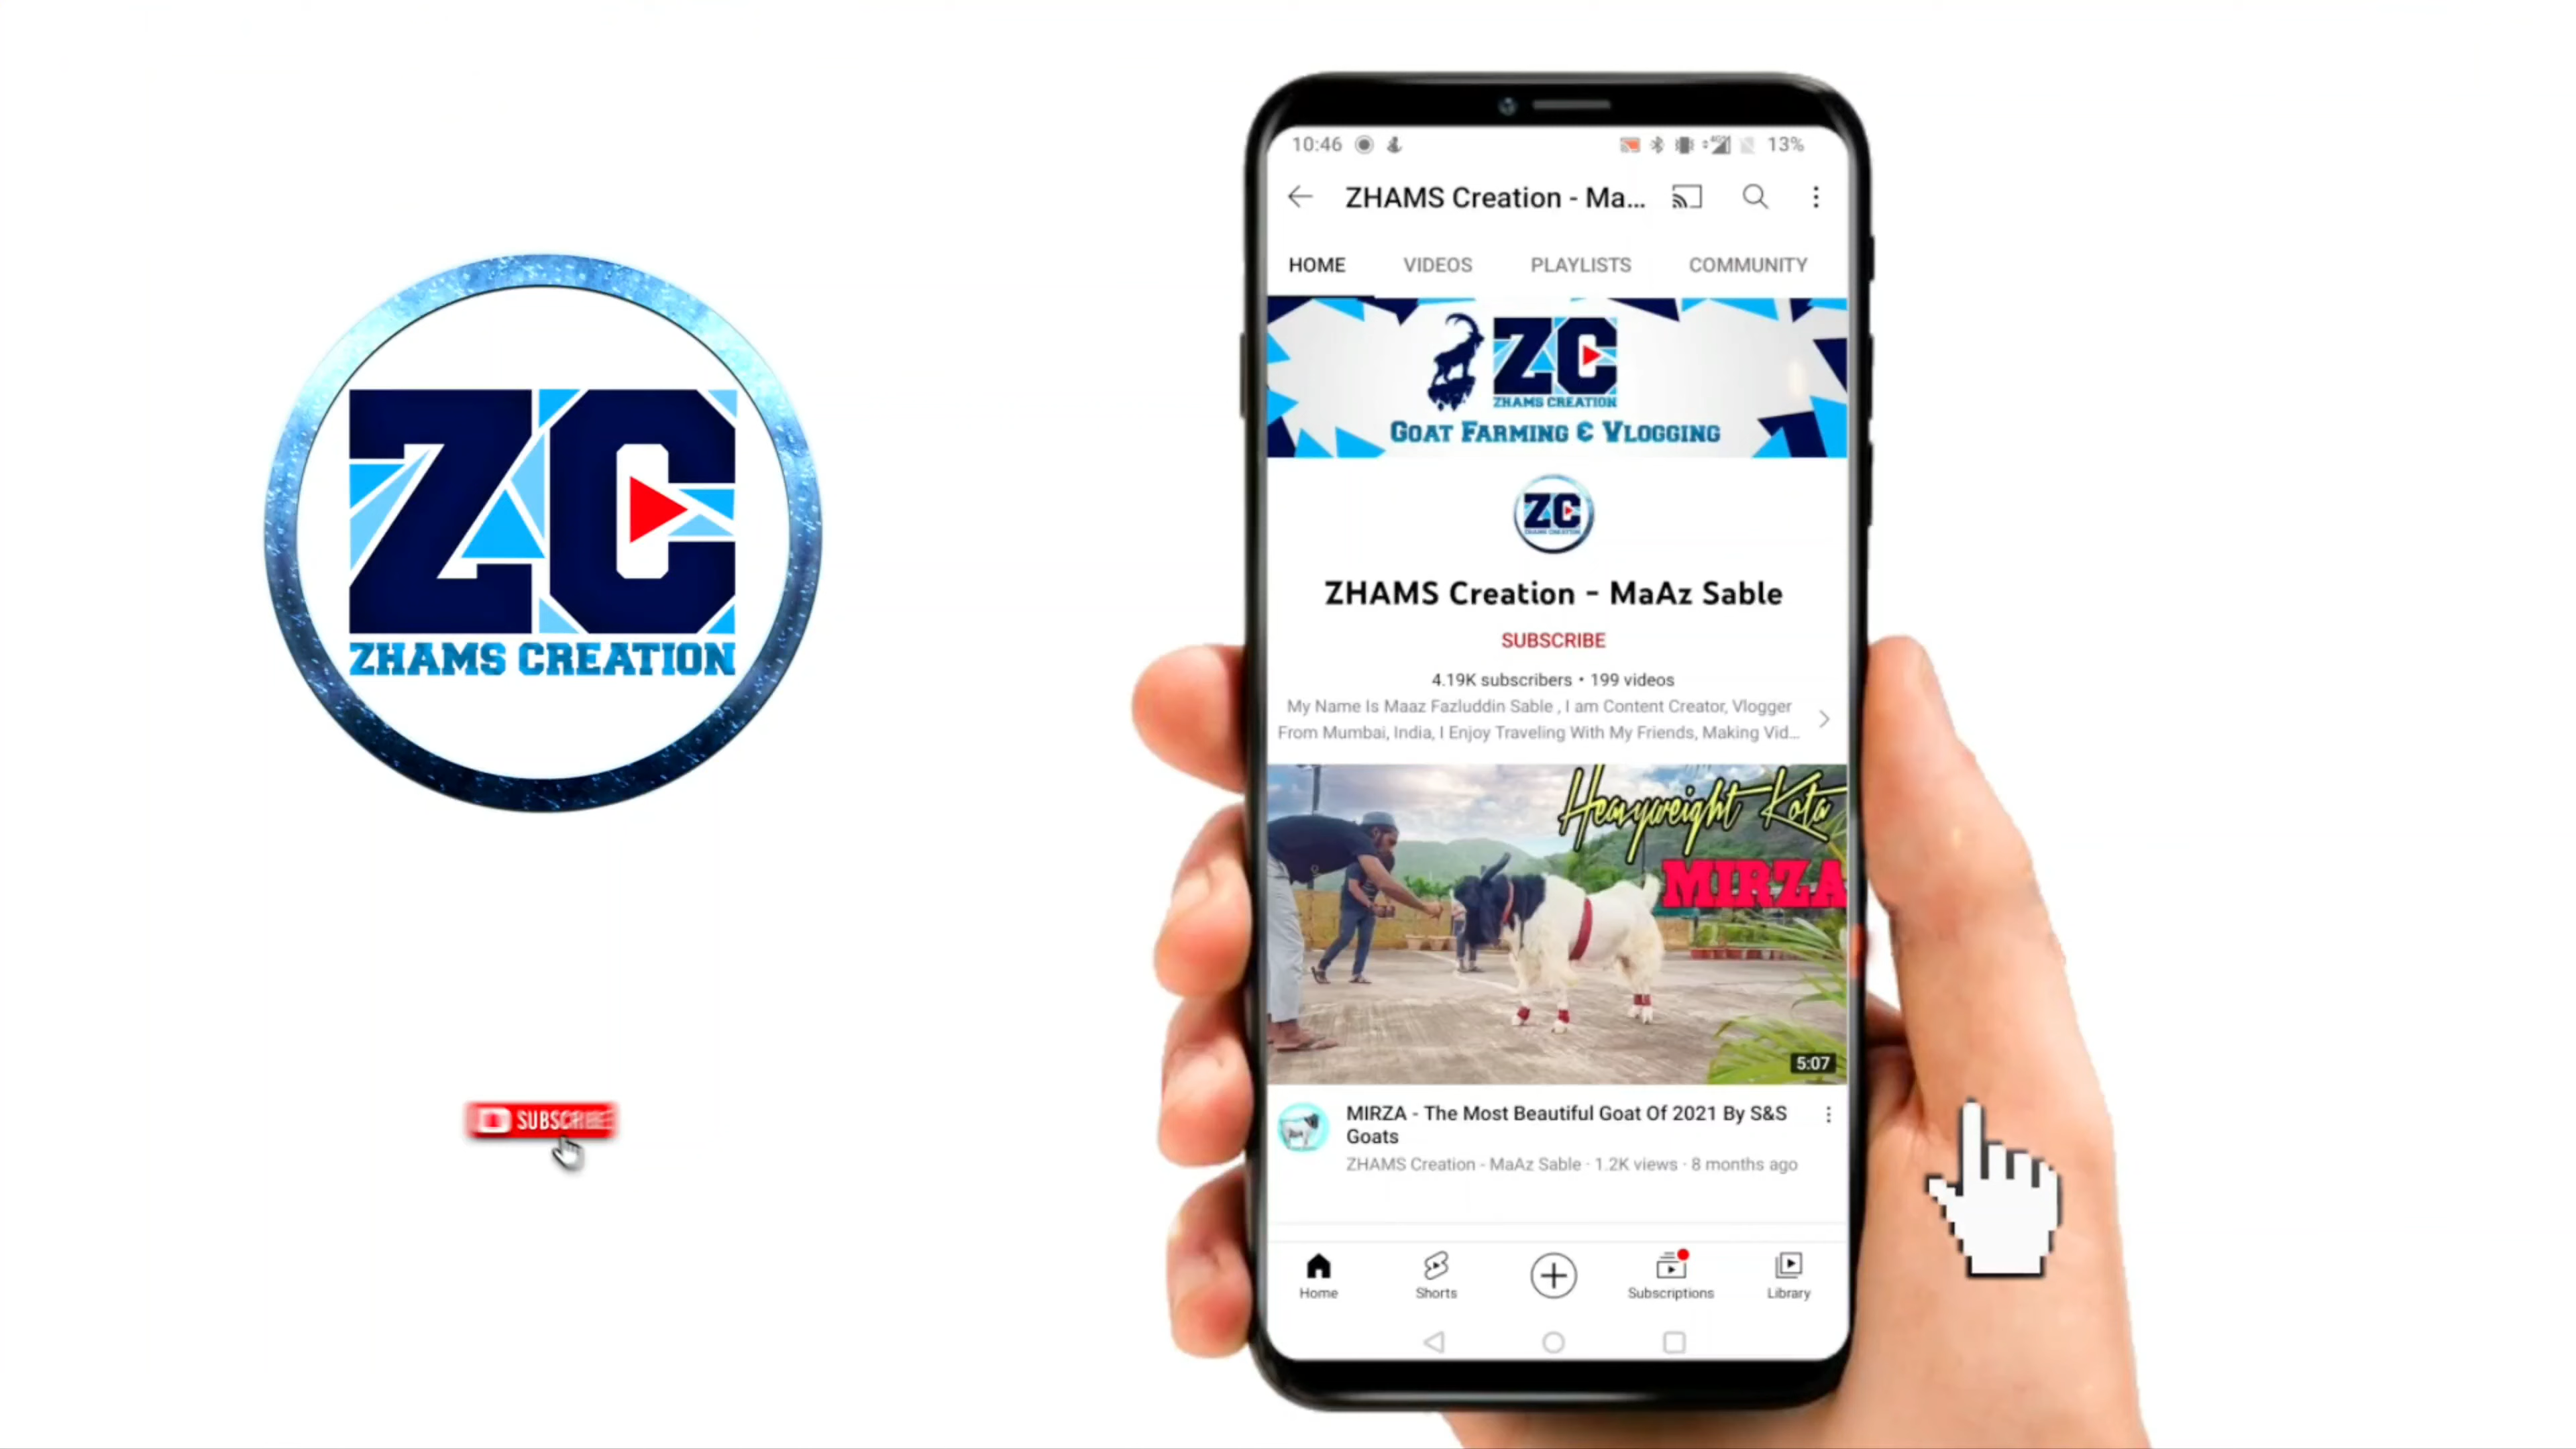 ZC
ZHAMS CREATION
SUBSCRIBE
10:46
13%
ZHAMS Creation - Ma...
HOME VIDEOS PLAYLISTS COMMUNITY
ZC
ZHAMS CREATION
GOAT FARMING & VLOGGING
ZC
ZHAMS CREATION
ZHAMS Creation - MaAz Sable
SUBSCRIBE
4.19K subscribers • 199 videos
My Name Is Maaz Fazluddin Sable , I am Content Creator, Vlogger
From Mumbai, India, I Enjoy Traveling With My Friends, Making Vid...
Heavyweight Kota
MIRZA
5:07
MIRZA - The Most Beautiful Goat Of 2021 By S&S
Goats
ZHAMS Creation - MaAz Sable · 1.2K views · 8 months ago
Home Shorts Subscriptions Library